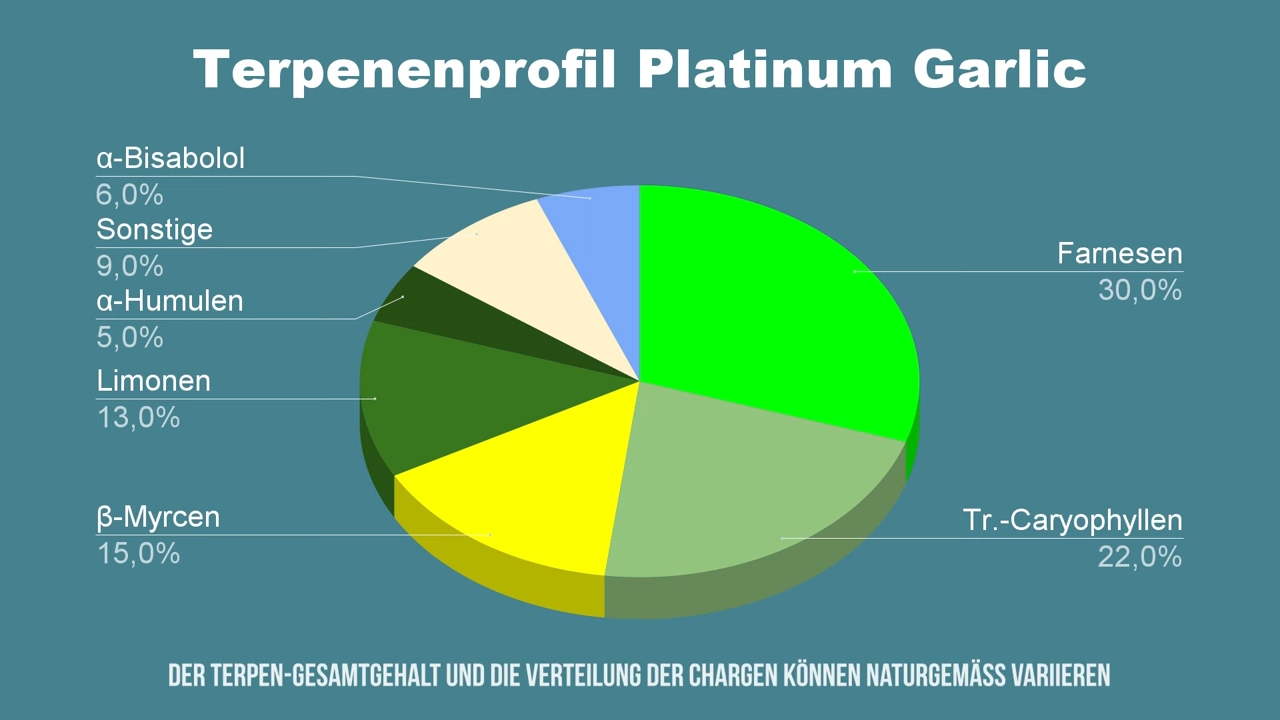 Terpenenprofil Platinum Garlic
α-Bisabolol
6,0%
Sonstige
9,0%
α-Humulen
5,0%
Limonen
13,0%
β-Myrcen
15,0%
Farnesen
30,0%
Tr.-Caryophyllen
22,0%
DER TERPEN-GESAMTGEHALT UND DIE VERTEILUNG DER CHARGEN KÖNNEN NATURGEMÄSS VARIIEREN